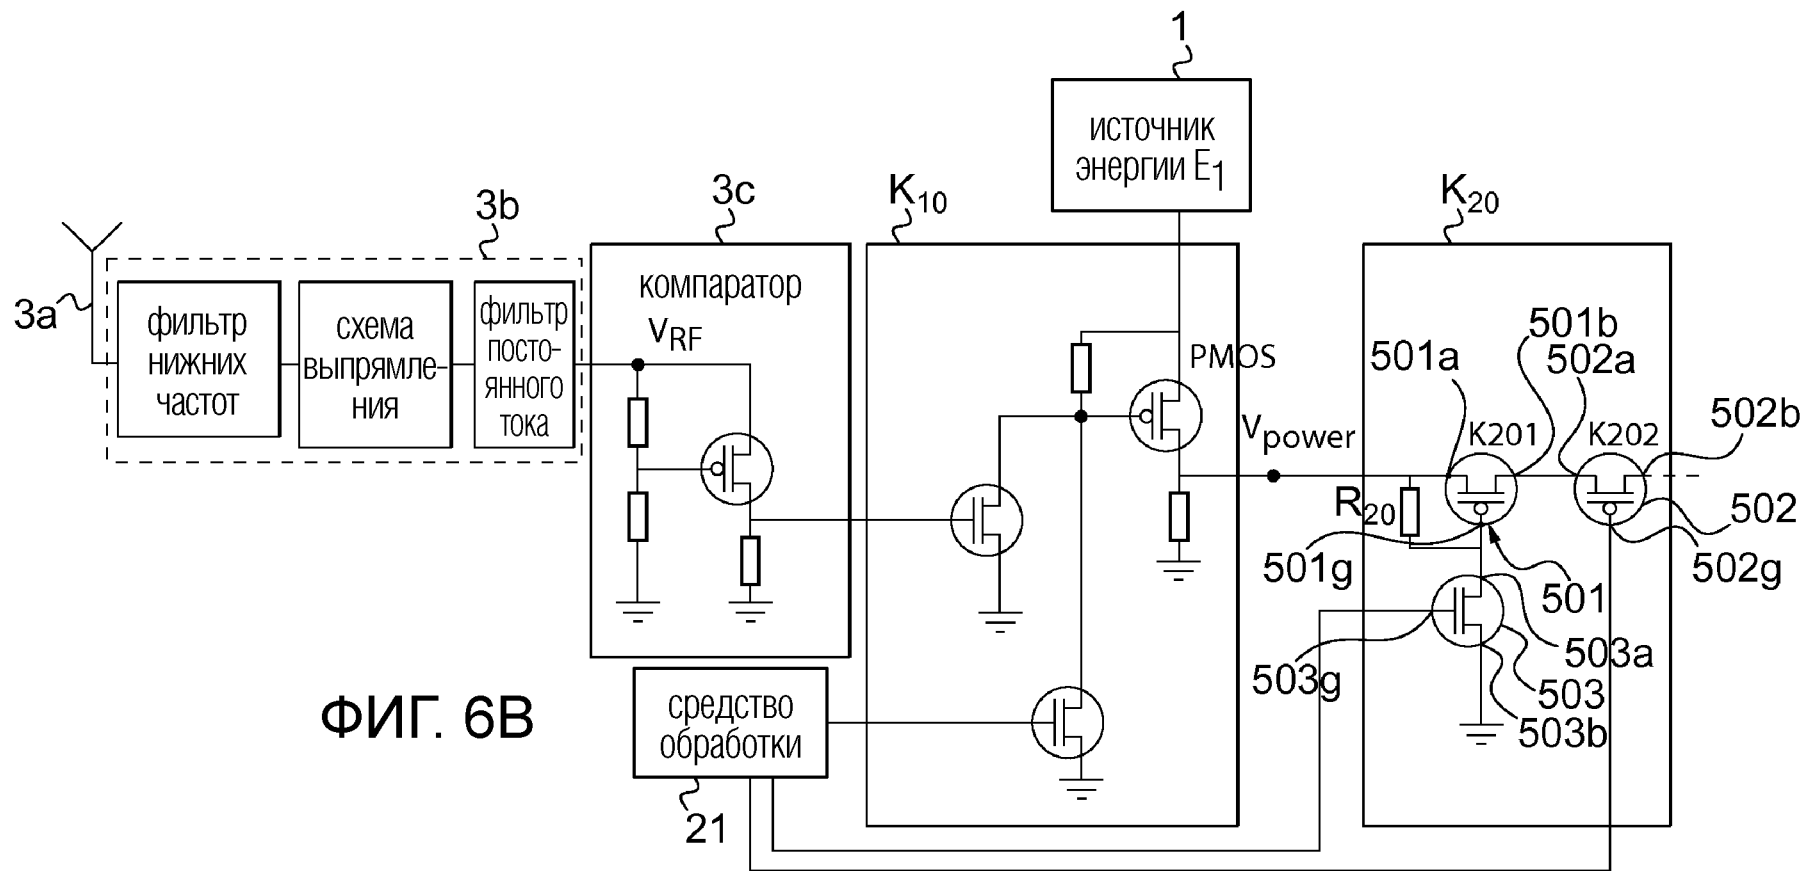 1
источник
энергии E1
3b
3c
K10
K20
3a
фильтр
нижних
частот
схема
выпрямле-
ния
фильтр
посто-
янного
тока
компаратор
VRF
PMOS
Vpower
501a
501b
502a
502b
K201
K202
R20
502
501g
502g
501
503a
503g
503
503b
средство
обработки
21
ФИГ. 6B